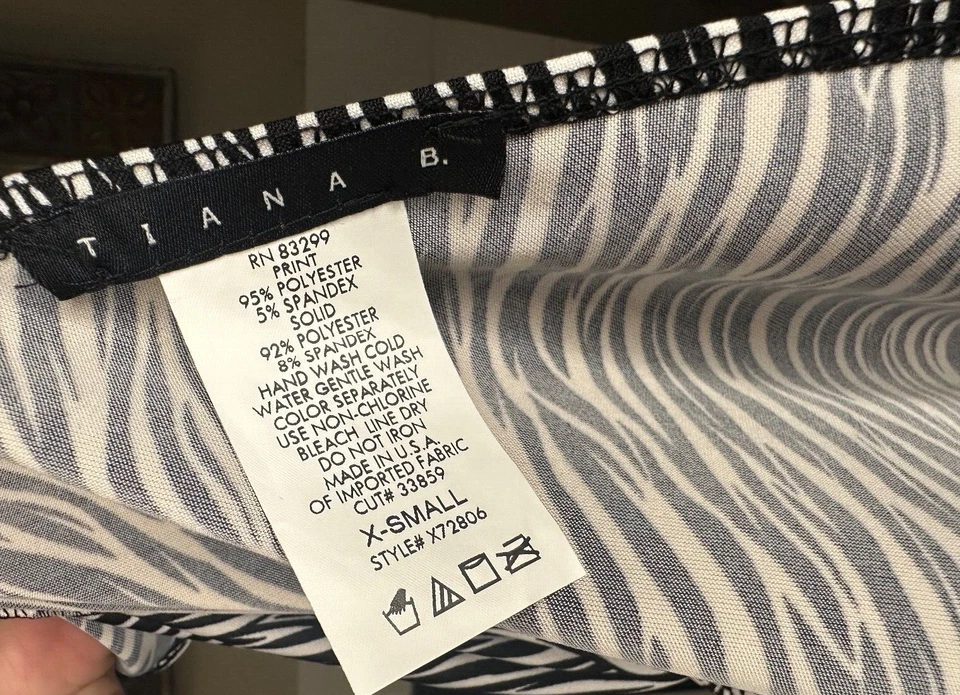 TIANA B.
RN 83299
PRINT
95% POLYESTER
5% SPANDEX
SOLID
92% POLYESTER
8% SPANDEX
HAND WASH COLD
WATER GENTLE WASH
COLOR SEPARATELY
USE NON-CHLORINE
BLEACH, LINE DRY
DO NOT IRON
MADE IN U.S.A.
OF IMPORTED FABRIC
CUT# 33859
X-SMALL
STYLE# X72806